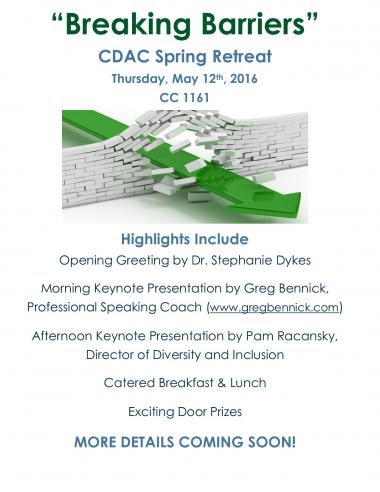 “Breaking Barriers”
CDAC Spring Retreat
Thursday, May 12th, 2016
CC 1161
Highlights Include
Opening Greeting by Dr. Stephanie Dykes
Morning Keynote Presentation by Greg Bennick,
Professional Speaking Coach (www.gregbennick.com)
Afternoon Keynote Presentation by Pam Racansky,
Director of Diversity and Inclusion
Catered Breakfast & Lunch
Exciting Door Prizes
MORE DETAILS COMING SOON!